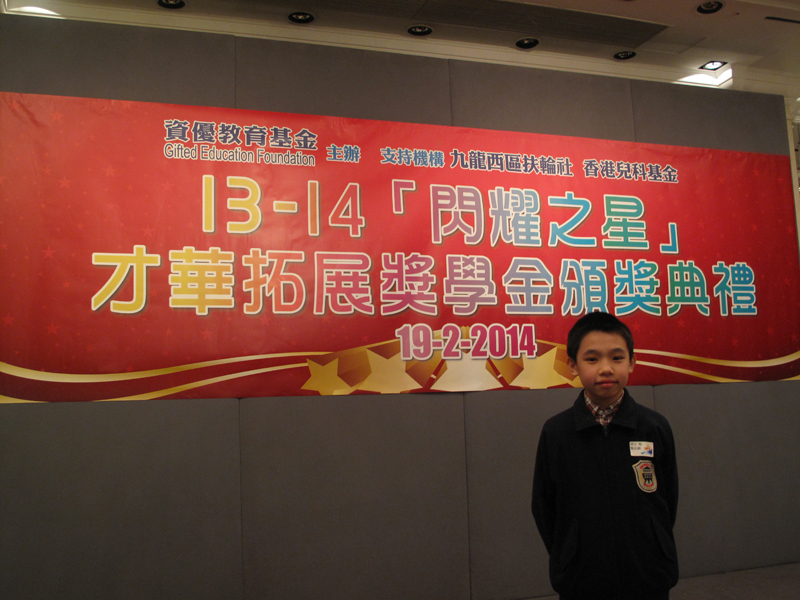 資優教育基金 主辦 支持機構 九龍西區扶輪社 香港兒科基金
Gifted Education Foundation
13-14「閃耀之星」
才華拓展獎學金頒獎典禮
19-2-2014